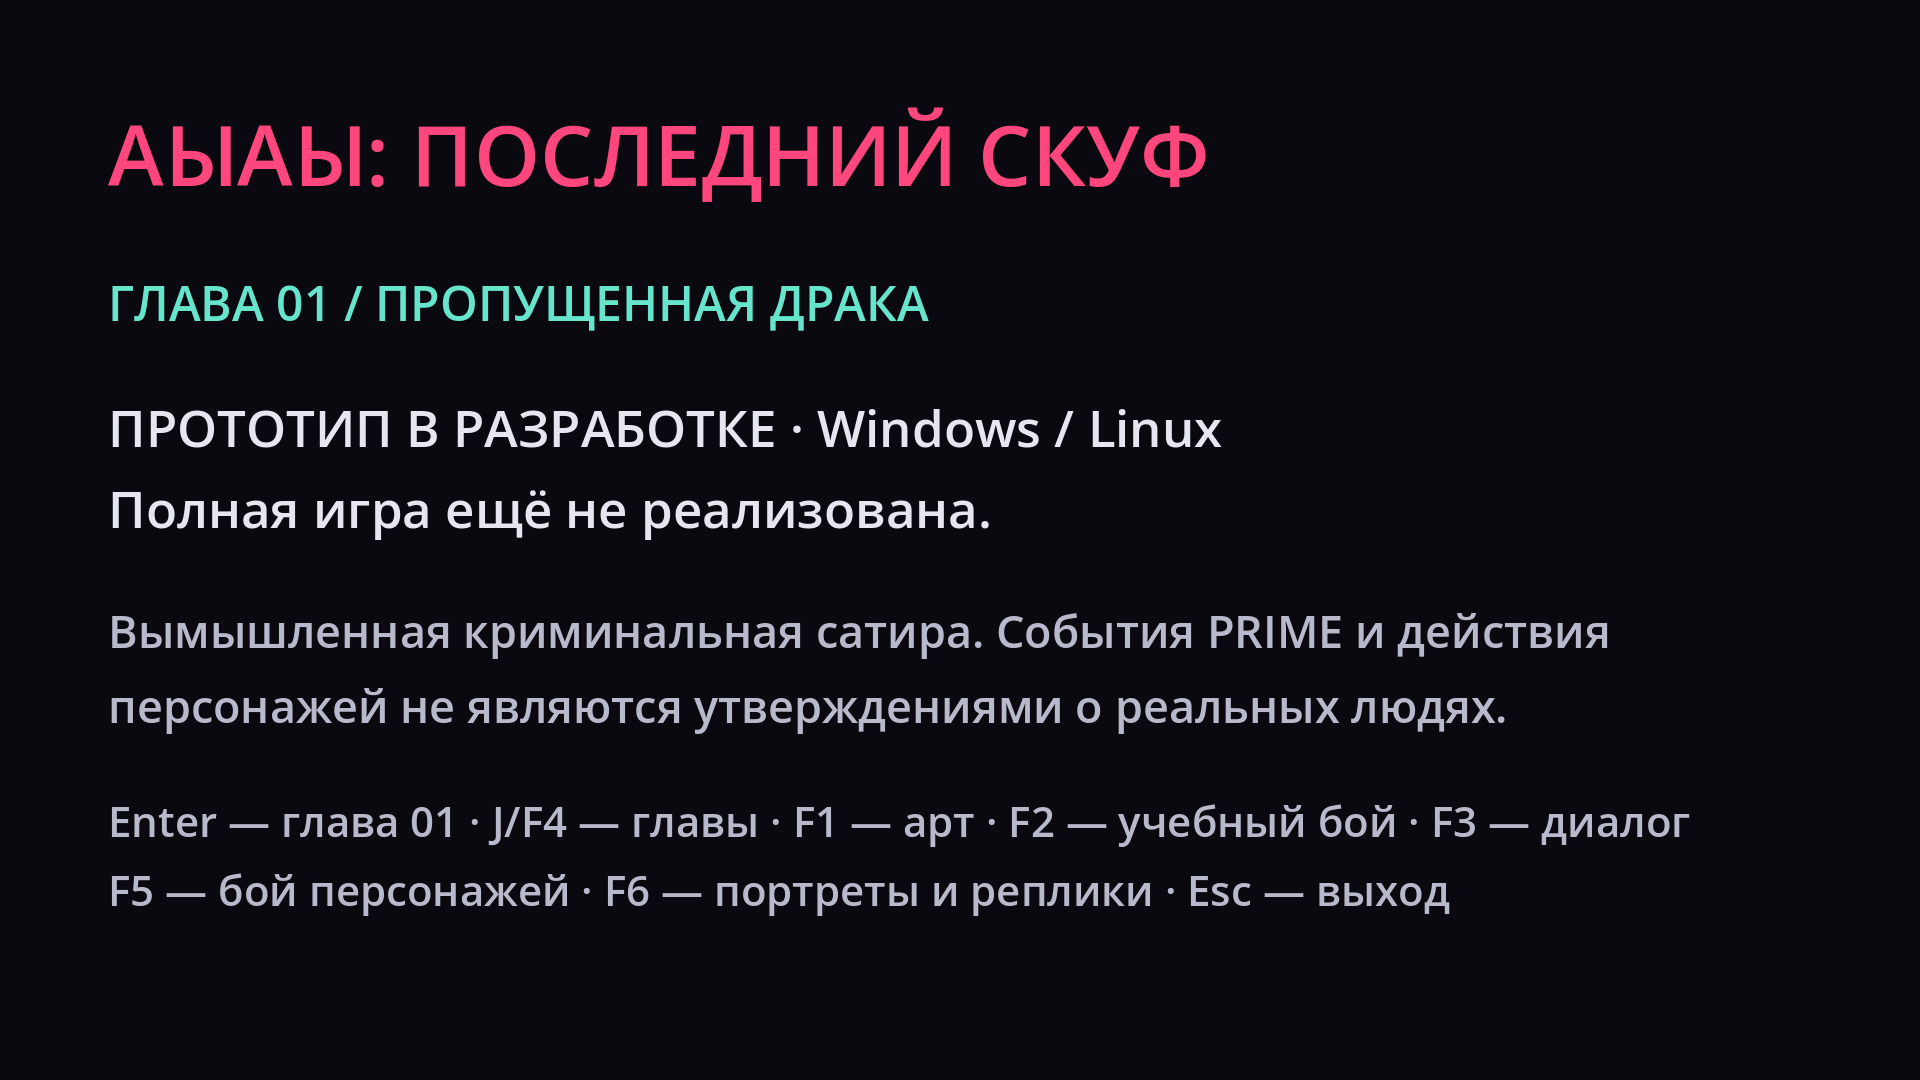 АЫАЫ: ПОСЛЕДНИЙ СКУФ
ГЛАВА 01 / ПРОПУЩЕННАЯ ДРАКА
ПРОТОТИП В РАЗРАБОТКЕ · Windows / Linux
Полная игра ещё не реализована.
Вымышленная криминальная сатира. События PRIME и действия
персонажей не являются утверждениями о реальных людях.
Enter — глава 01 · J/F4 — главы · F1 — арт · F2 — учебный бой · F3 — диалог
F5 — бой персонажей · F6 — портреты и реплики · Esc — выход